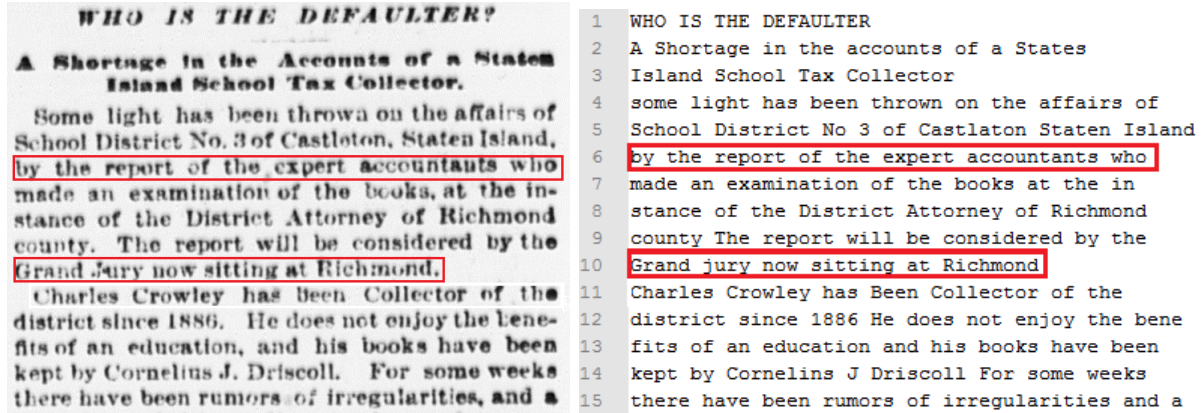 WHO IS THE DEFAULTER?
A Shortage in the Accounts of a Staten
Island School Tax Collector.
Some light has been thrown on the affairs of
School District No. 3 of Castleton, Staten Island,
by the report of the expert accountants who
made an examination of the books, at the in-
stance of the District Attorney of Richmond
county. The report will be considered by the
Grand Jury now sitting at Richmond.
Charles Crowley has been Collector of the
district since 1886. He does not enjoy the bene-
fits of an education, and his books have been
kept by Cornelius J. Driscoll. For some weeks
there have been rumors of irregularities, and a
1 WHO IS THE DEFAULTER
2 A Shortage in the accounts of a States
3 Island School Tax Collector
4 some light has been thrown on the affairs of
5 School District No 3 of Castlaton Staten Island
6 by the report of the expert accountants who
7 made an examination of the books at the in
8 stance of the District Attorney of Richmond
9 county The report will be considered by the
10 Grand jury now sitting at Richmond
11 Charles Crowley has Been Collector of the
12 district since 1886 He does not enjoy the bene
13 fits of an education and his books have been
14 kept by Cornelins J Driscoll For some weeks
15 there have been rumors of irregularities and a